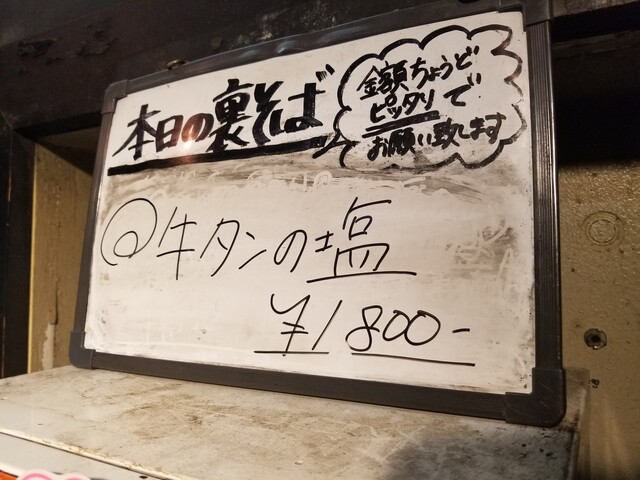 本日の裏そば
金額ちょうど
ピッタリで
お願い致します
@牛タンの塩
¥1800-